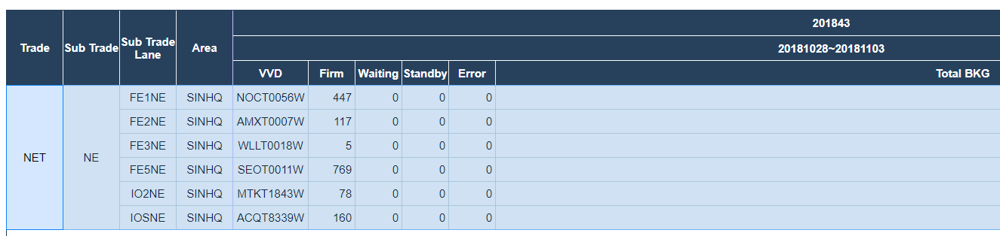 Trade Sub Trade Sub Trade Lane Area 201843
20181028~20181103
VVD Firm Waiting Standby Error Total BKG
NET NE FE1NE SINHQ NOCT0056W 447 0 0 0
FE2NE SINHQ AMXT0007W 117 0 0 0
FE3NE SINHQ WLLT0018W 5 0 0 0
FE5NE SINHQ SEOT0011W 769 0 0 0
IO2NE SINHQ MTKT1843W 78 0 0 0
IOSNE SINHQ ACQT8339W 160 0 0 0